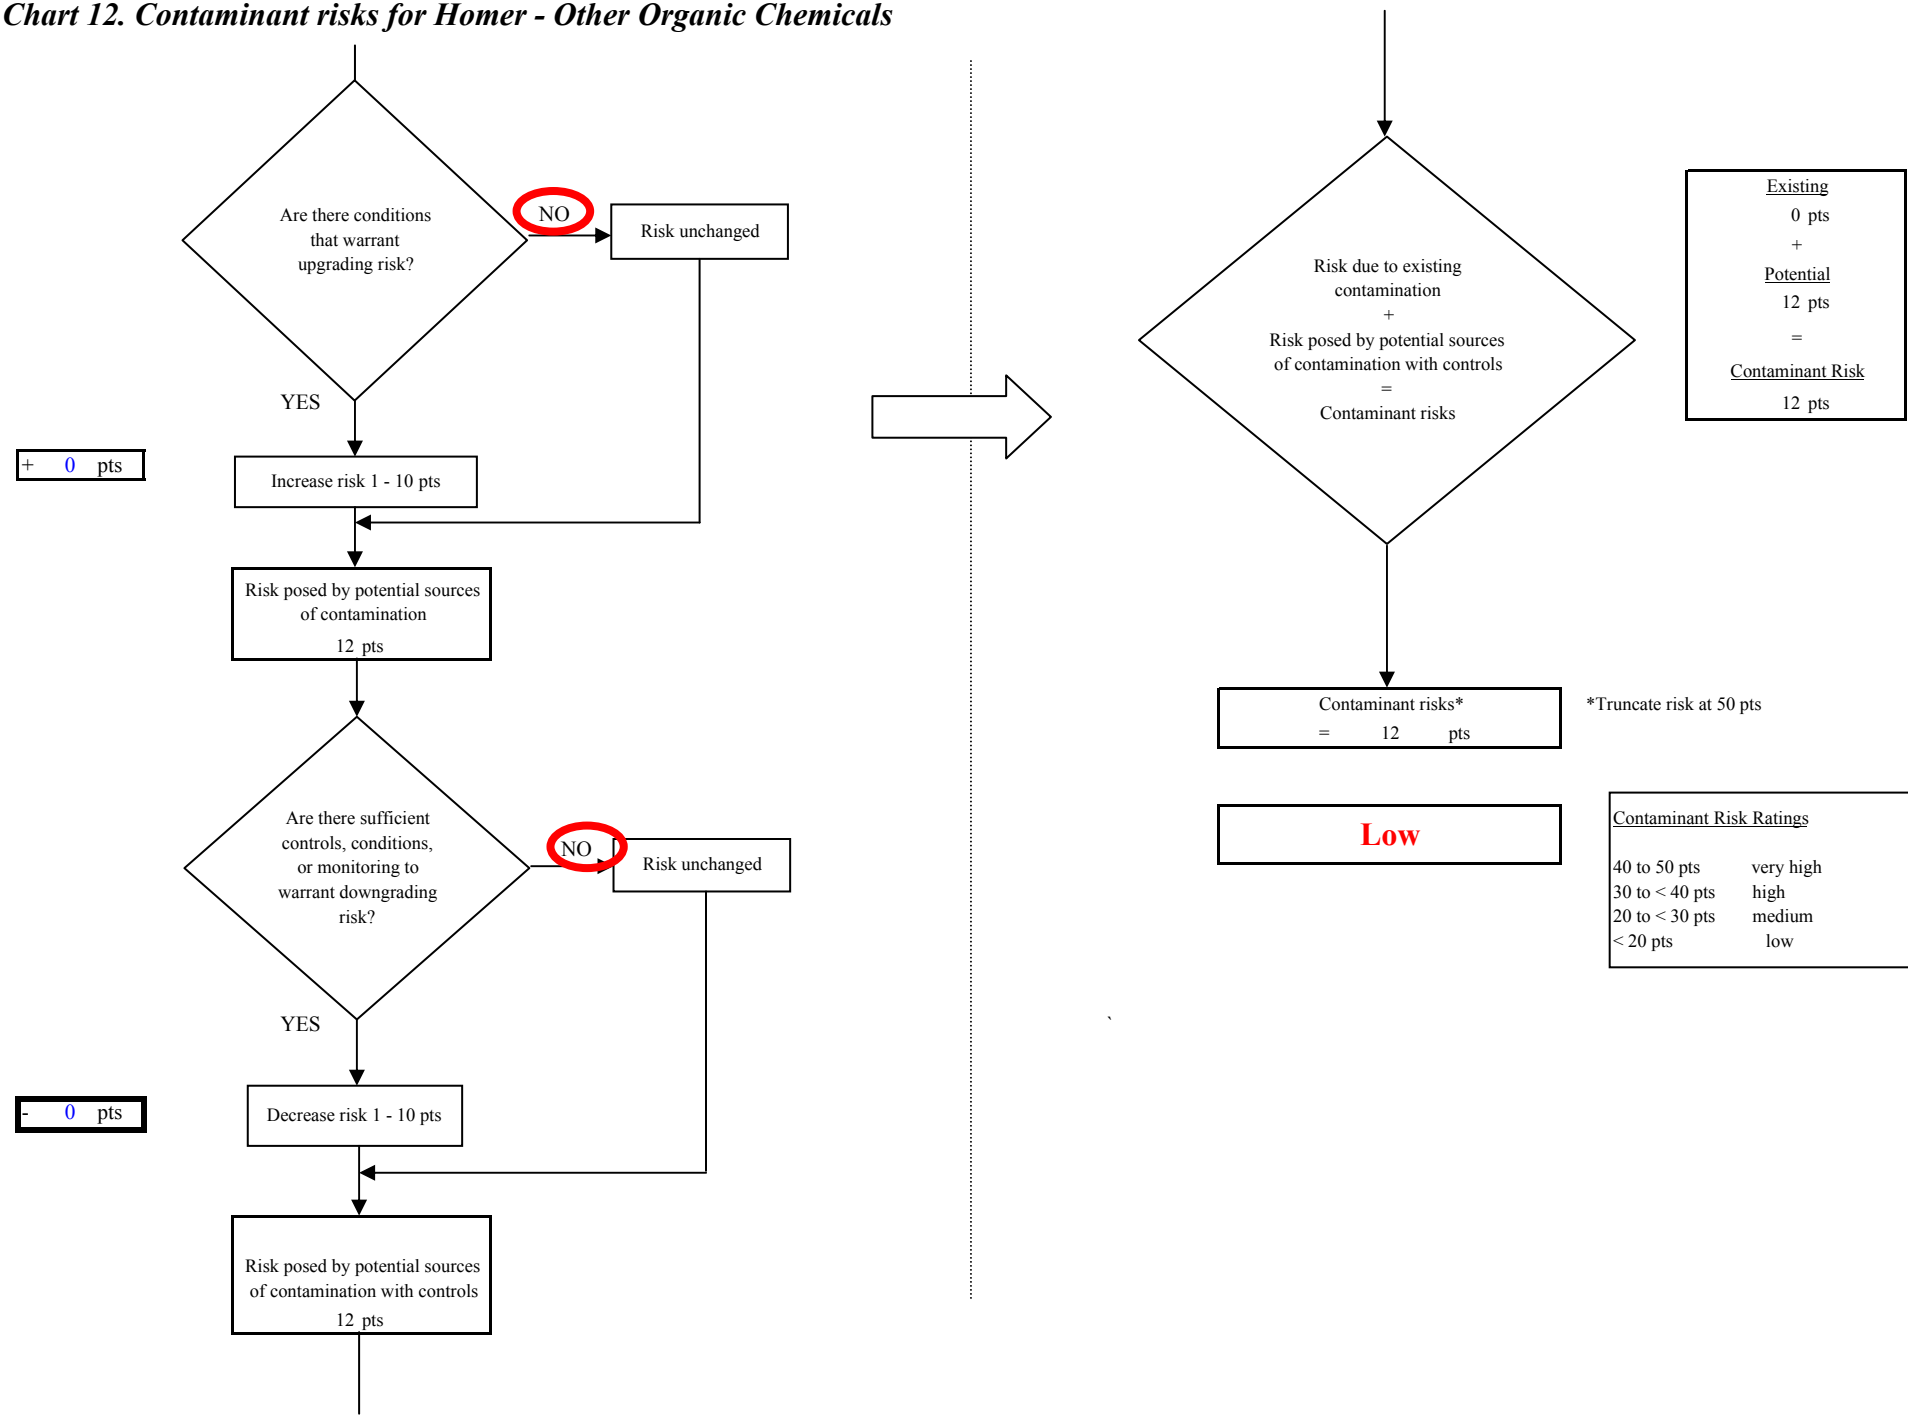 Chart 12. Contaminant risks for Homer - Other Organic Chemicals
Are there conditions
that warrant
upgrading risk?
NO
Risk unchanged
YES
+ 0 pts
Increase risk 1 - 10 pts
Risk posed by potential sources
of contamination
12 pts
Are there sufficient
controls, conditions,
or monitoring to
warrant downgrading
risk?
NO
Risk unchanged
YES
- 0 pts
Decrease risk 1 - 10 pts
Risk posed by potential sources
of contamination with controls
12 pts
Risk due to existing
contamination
+
Risk posed by potential sources
of contamination with controls
=
Contaminant risks
Existing
0 pts
+
Potential
12 pts
=
Contaminant Risk
12 pts
Contaminant risks*
= 12 pts
*Truncate risk at 50 pts
Low
Contaminant Risk Ratings
40 to 50 pts very high
30 to < 40 pts high
20 to < 30 pts medium
< 20 pts low
`